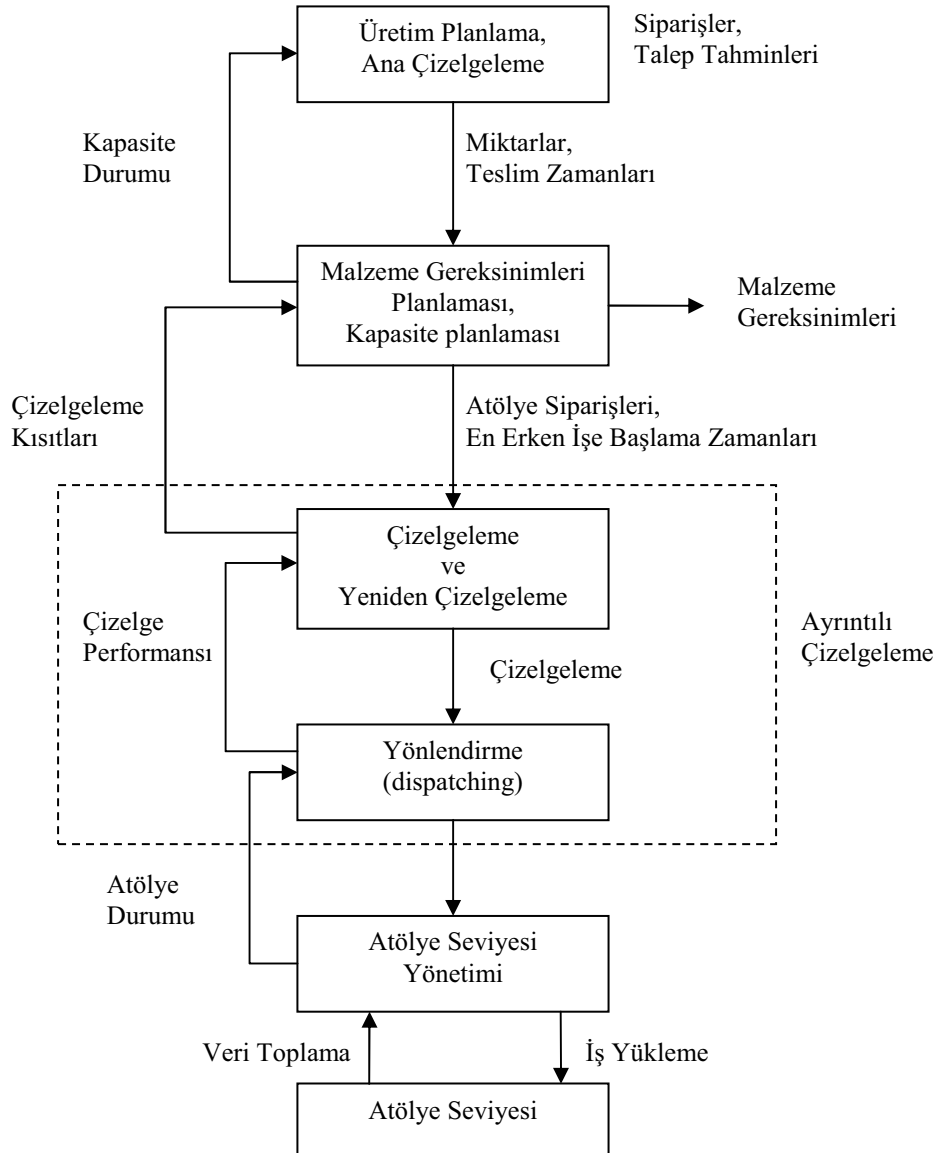 Üretim Planlama,
Ana Çizelgeleme
Siparişler,
Talep Tahminleri
Kapasite
Durumu
Miktarlar,
Teslim Zamanları
Malzeme Gereksinimleri
Planlaması,
Kapasite planlaması
Malzeme
Gereksinimleri
Çizelgeleme
Kısıtları
Atölye Siparişleri,
En Erken İşe Başlama Zamanları
Çizelgeleme
ve
Yeniden Çizelgeleme
Çizelge
Performansı
Ayrıntılı
Çizelgeleme
Çizelgeleme
Yönlendirme
(dispatching)
Atölye
Durumu
Atölye Seviyesi
Yönetimi
Veri Toplama
İş Yükleme
Atölye Seviyesi